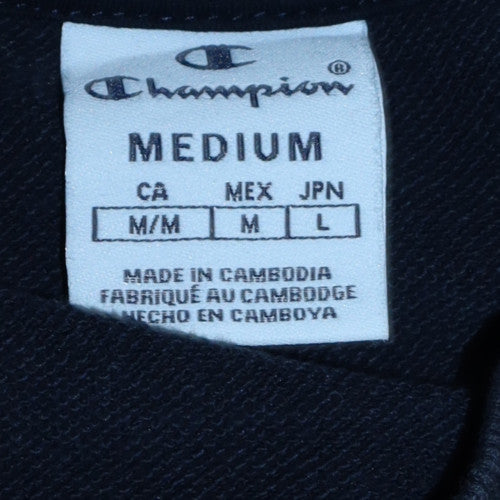 Champion®
MEDIUM
CA MEX JPN
M/M M L
MADE IN CAMBODIA
FABRIQUÉ AU CAMBODGE
HECHO EN CAMBOYA